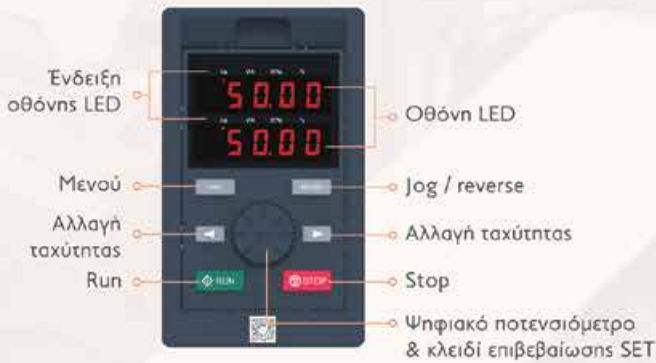 Ένδειξη
οθόνης LED
50.00
50.00
Οθόνη LED
Μενού
Jog / reverse
Αλλαγή
ταχύτητας
Αλλαγή ταχύτητας
Run
RUN
STOP
Stop
Ψηφιακό ποτενσιόμετρο
& κλειδί επιβεβαίωσης SET